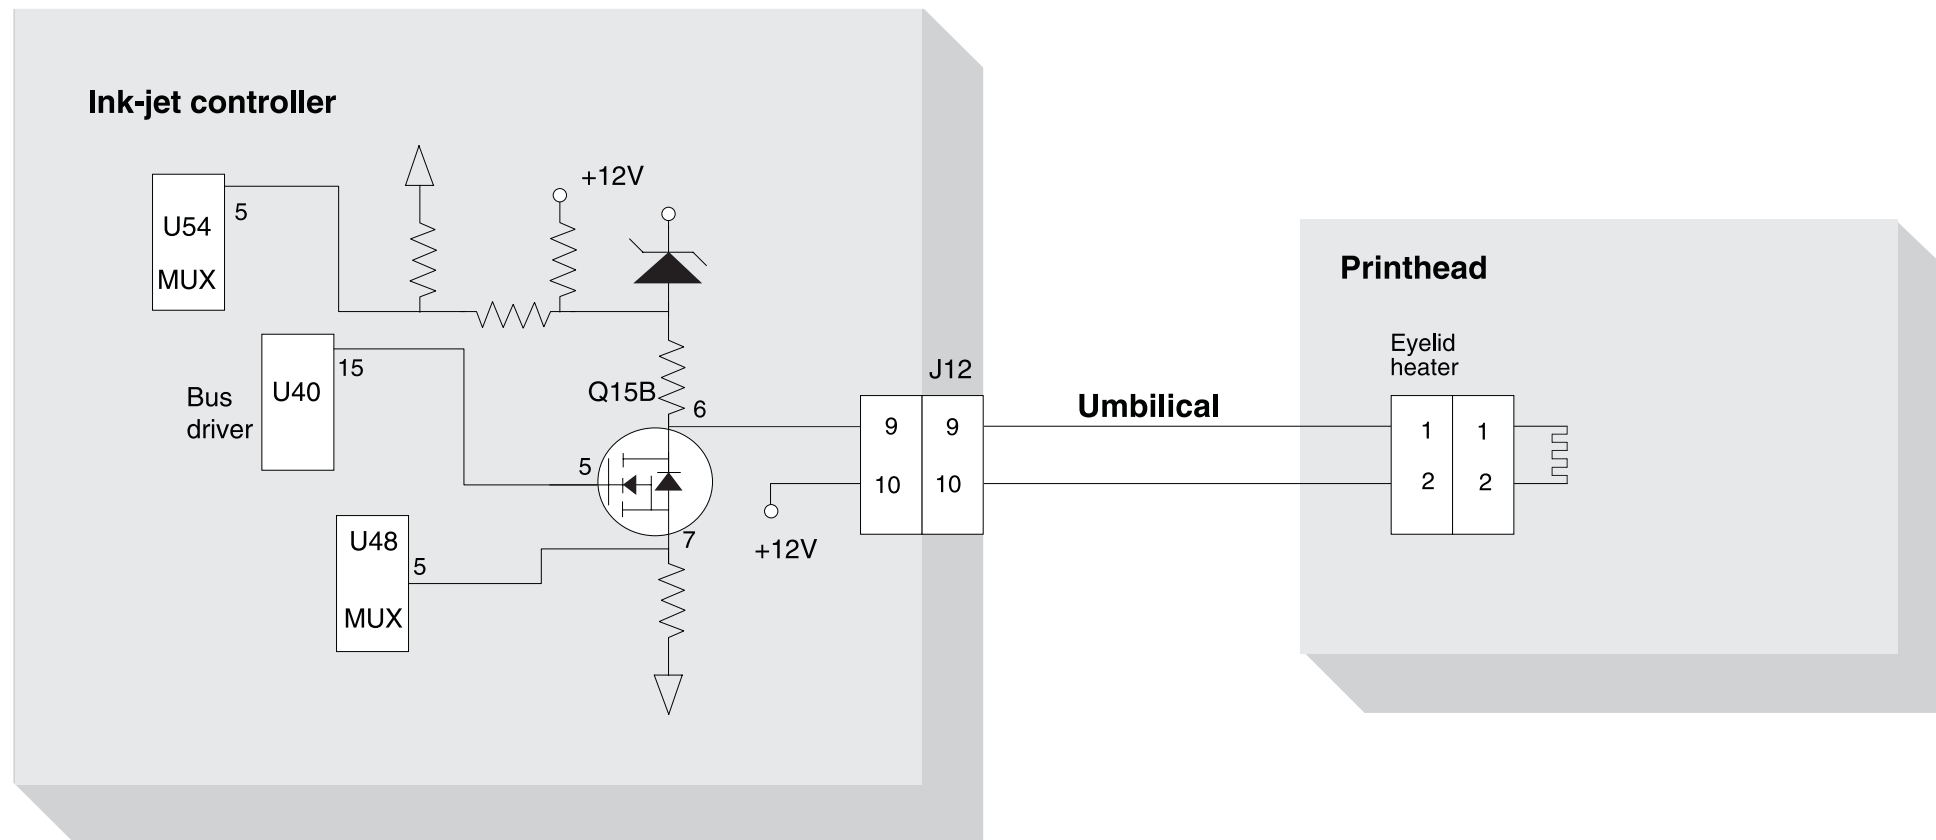 Ink-jet controller
+12V
U54
MUX
5
Printhead
Eyelid
heater
U40
15
Bus
driver
Q15B
6
5
7
J12
9 9
10 10
+12V
Umbilical
1 1
2 2
U48
MUX
5